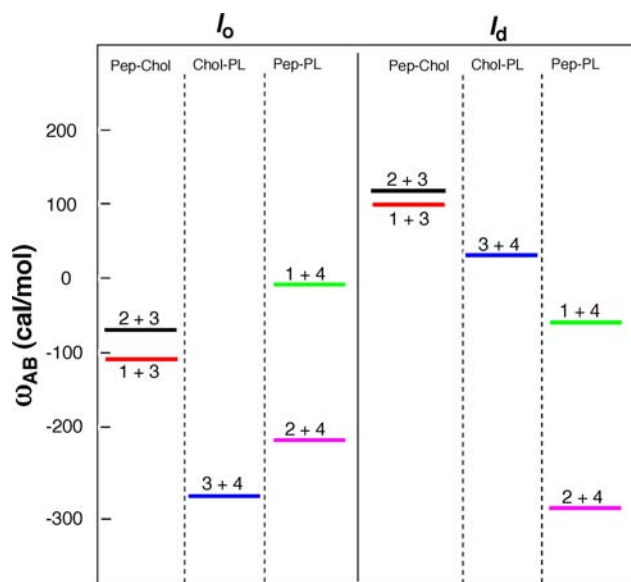 lo ld
Pep-Chol Chol-PL Pep-PL Pep-Chol Chol-PL Pep-PL
ωAB (cal/mol)
200
100
0
-100
-200
-300
2 + 3
1 + 3
3 + 4
1 + 4
2 + 4
2 + 3
1 + 3
3 + 4
1 + 4
2 + 4